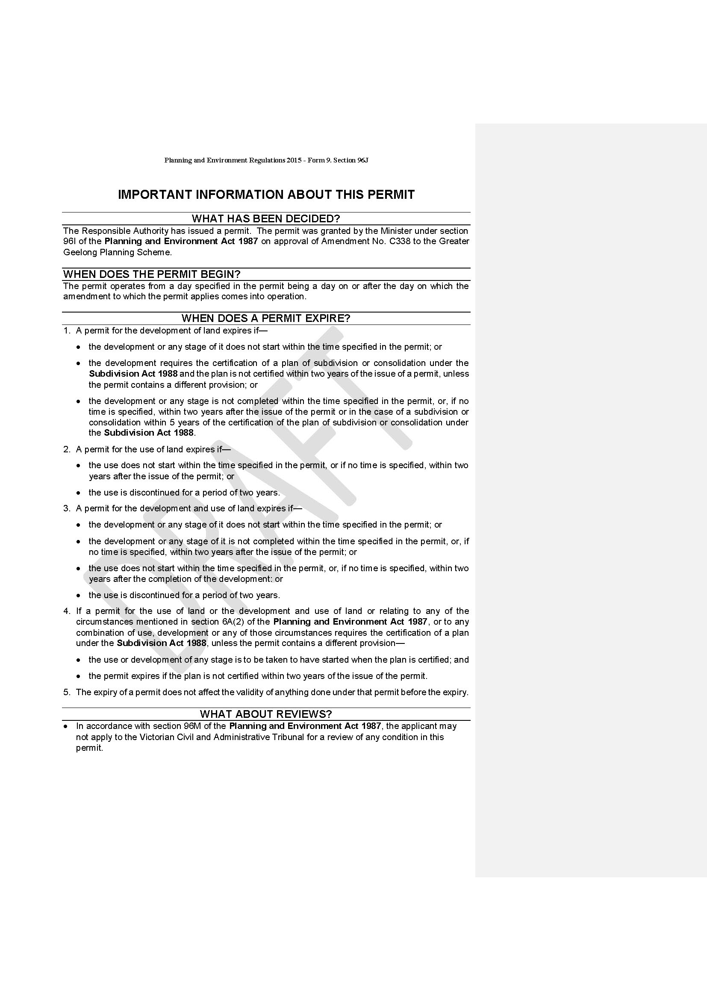 Planning and Environment Regulations 2015 - Form 9. Section 96J
IMPORTANT INFORMATION ABOUT THIS PERMIT
WHAT HAS BEEN DECIDED?
The Responsible Authority has issued a permit.  The permit was granted by the Minister under section
96I of the Planning and Environment Act 1987 on approval of Amendment No. C338 to the Greater
Geelong Planning Scheme.
WHEN DOES THE PERMIT BEGIN?
The permit operates from a day specified in the permit being a day on or after the day on which the
amendment to which the permit applies comes into operation.
WHEN DOES A PERMIT EXPIRE?
1. A permit for the development of land expires if—
• the development or any stage of it does not start within the time specified in the permit; or
• the development requires the certification of a plan of subdivision or consolidation under the
Subdivision Act 1988 and the plan is not certified within two years of the issue of a permit, unless
the permit contains a different provision; or
• the development or any stage is not completed within the time specified in the permit, or, if no
time is specified, within two years after the issue of the permit or in the case of a subdivision or
consolidation within 5 years of the certification of the plan of subdivision or consolidation under
the Subdivision Act 1988.
2. A permit for the use of land expires if—
• the use does not start within the time specified in the permit, or if no time is specified, within two
years after the issue of the permit; or
• the use is discontinued for a period of two years.
3. A permit for the development and use of land expires if—
• the development or any stage of it does not start within the time specified in the permit; or
• the development or any stage of it is not completed within the time specified in the permit, or, if
no time is specified, within two years after the issue of the permit; or
• the use does not start within the time specified in the permit, or, if no time is specified, within two
years after the completion of the development: or
• the use is discontinued for a period of two years.
4. If a permit for the use of land or the development and use of land or relating to any of the
circumstances mentioned in section 6A(2) of the Planning and Environment Act 1987, or to any
combination of use, development or any of those circumstances requires the certification of a plan
under the Subdivision Act 1988, unless the permit contains a different provision—
• the use or development of any stage is to be taken to have started when the plan is certified; and
• the permit expires if the plan is not certified within two years of the issue of the permit.
5. The expiry of a permit does not affect the validity of anything done under that permit before the expiry.
WHAT ABOUT REVIEWS?
• In accordance with section 96M of the Planning and Environment Act 1987, the applicant may
not apply to the Victorian Civil and Administrative Tribunal for a review of any condition in this
permit.
DRAFT